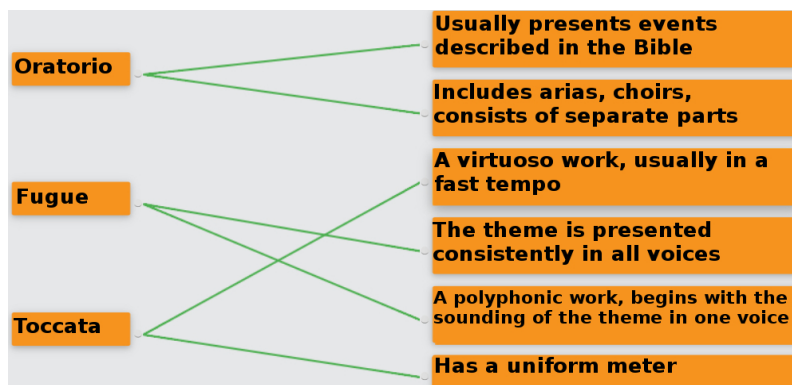 Oratorio
Fugue
Toccata
Usually presents events
described in the Bible
Includes arias, choirs,
consists of separate parts
A virtuoso work, usually in a
fast tempo
The theme is presented
consistently in all voices
A polyphonic work, begins with the
sounding of the theme in one voice
Has a uniform meter